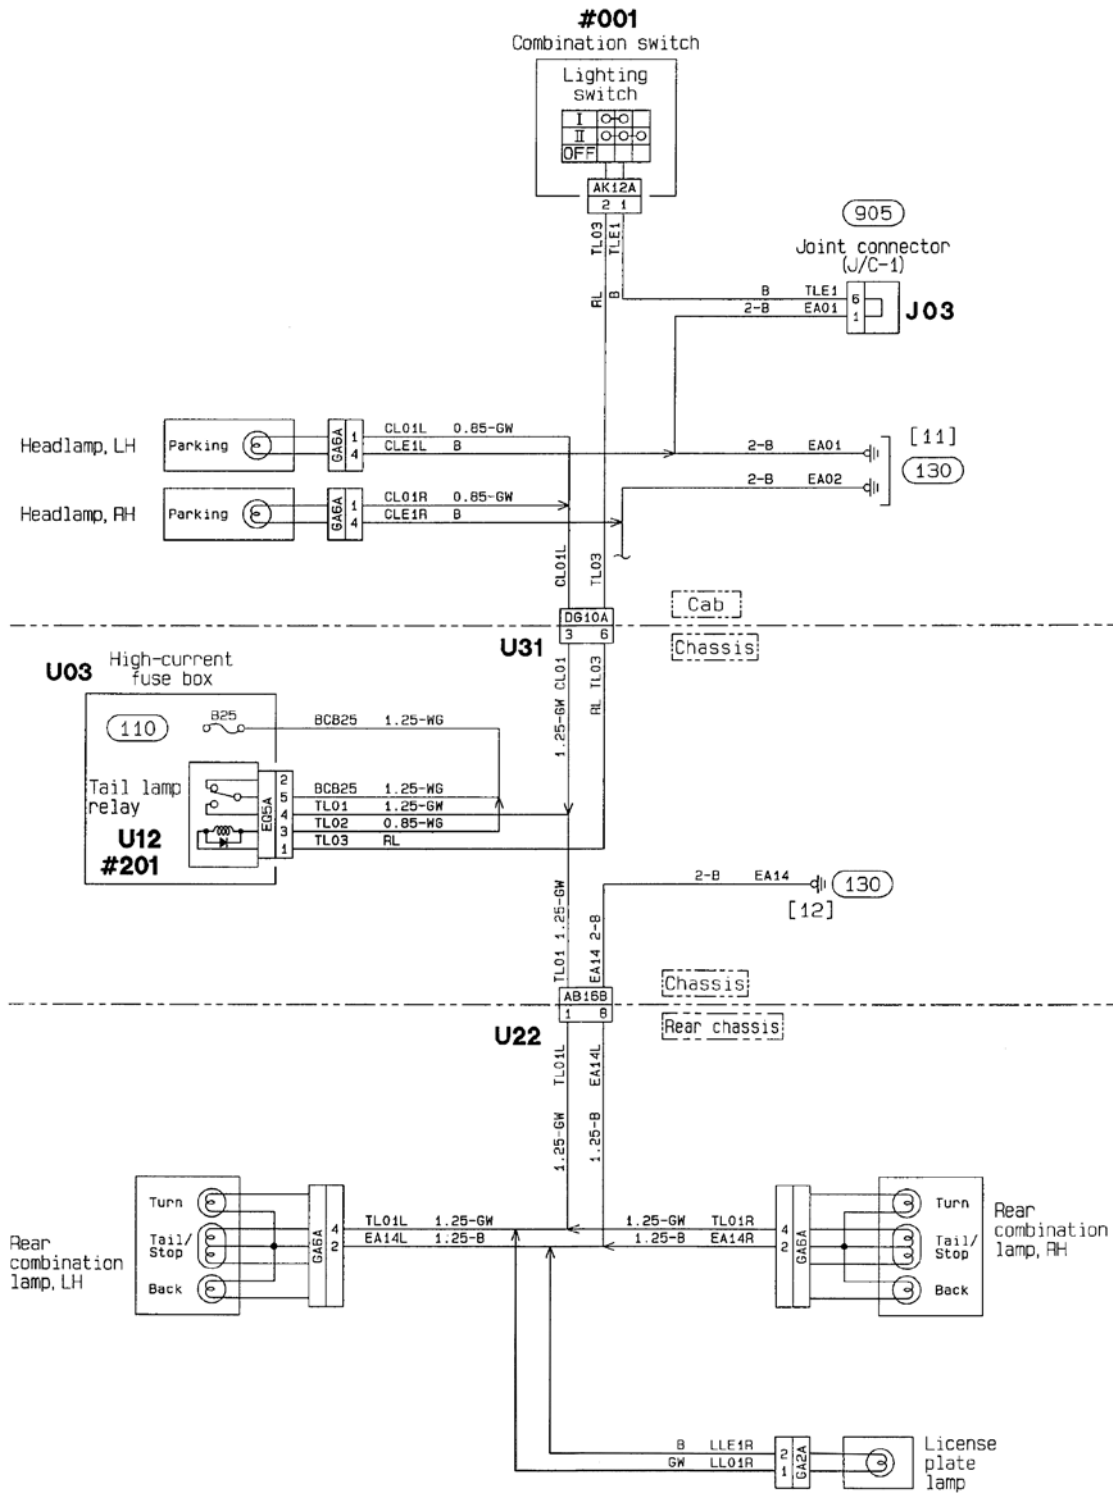 #001
Combination switch
Lighting
switch
I
II
OFF
AK12A
2 1
TL03
TLE1
RL
B
905
Joint connector
(J/C-1)
B TLE1 6
2-B EA01 1
J03
Headlamp, LH
Parking
GA6A
1 CL01L 0.85-GW
4 CLE1L B
2-B EA01
[11]
130
2-B EA02
Headlamp, RH
Parking
GA6A
1 CL01R 0.85-GW
4 CLE1R B
CL01L
TL03
Cab
DG10A
3 6
U31
Chassis
1.25-GW CL01
RL TL03
U03
High-current
fuse box
110
B25
BCB25 1.25-WG
Tail lamp
relay
U12
#201
EQ5A
2
5 BCB25 1.25-WG
4 TL01 1.25-GW
3 TL02 0.85-WG
1 TL03 RL
2-B EA14
130
[12]
TL01 1.25-GW
EA14 2-B
Chassis
AB16B
1 8
U22
Rear chassis
1.25-GW TL01L
1.25-B EA14L
Rear
combination
lamp, LH
Turn
Tail/
Stop
Back
GA6A
4 TL01L 1.25-GW
2 EA14L 1.25-B
1.25-GW TL01R 4
1.25-B EA14R 2
GA6A
Turn
Tail/
Stop
Back
Rear
combination
lamp, RH
B LLE1R 2
GW LL01R 1
GA2A
License
plate
lamp